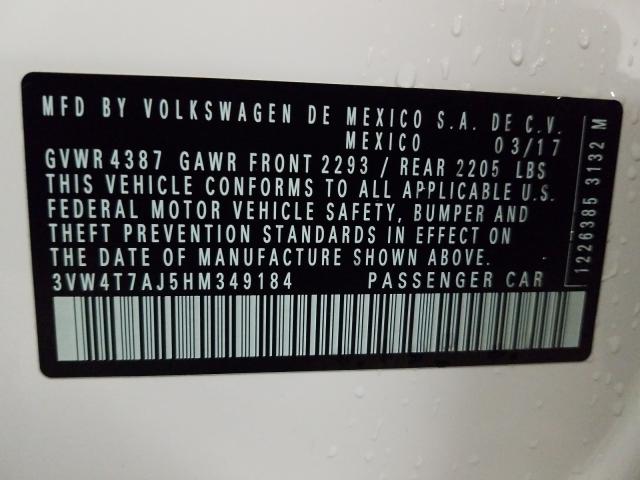 MFD BY VOLKSWAGEN DE MEXICO S.A. DE C.V.
MEXICO 03/17
GVWR 4387 GAWR FRONT 2293 / REAR 2205 LBS
THIS VEHICLE CONFORMS TO ALL APPLICABLE U.S.
FEDERAL MOTOR VEHICLE SAFETY, BUMPER AND
THEFT PREVENTION STANDARDS IN EFFECT ON
THE DATE OF MANUFACTURE SHOWN ABOVE.
3VW4T7AJ5HM349184 PASSENGER CAR
1226385 3132 M